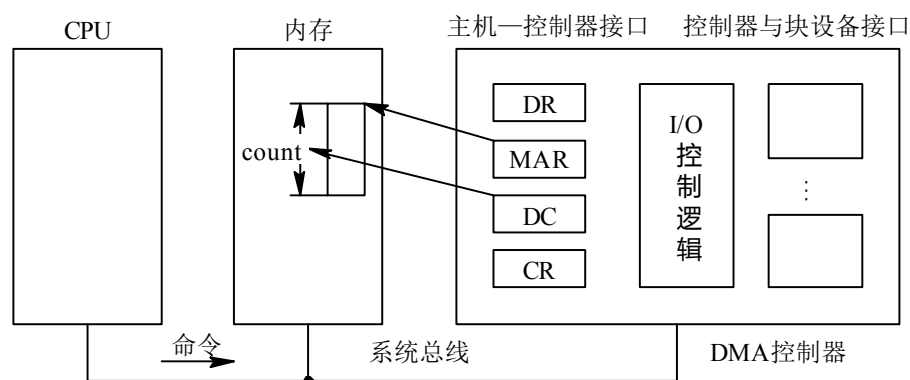 CPU
内存
主机—控制器接口
控制器与块设备接口
count
DR
MAR
DC
CR
I/O
控
制
逻
辑
⋮
命令
系统总线
DMA控制器